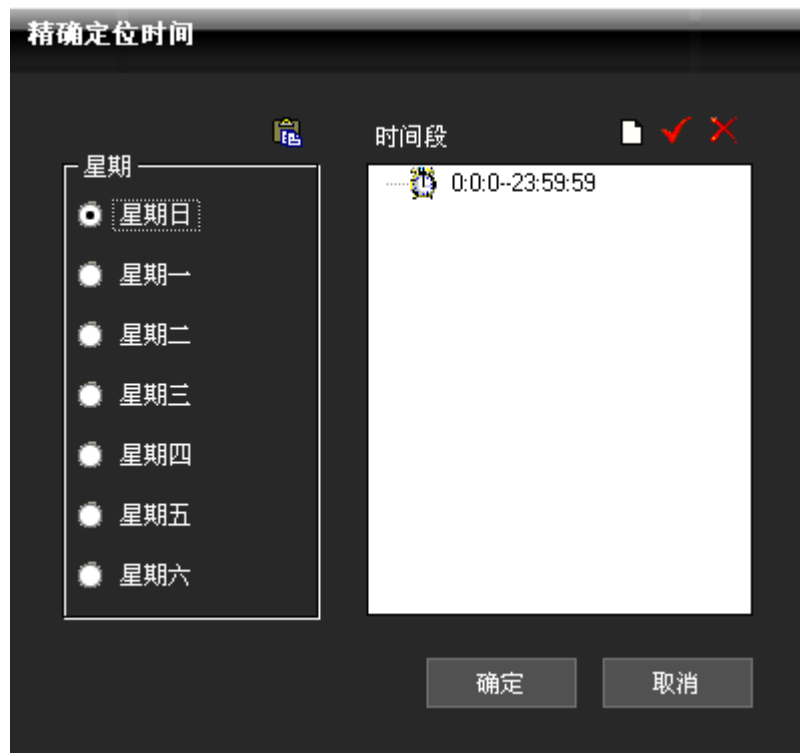 精确定位时间
时间段
星期
0:0:0--23:59:59
星期日
星期一
星期二
星期三
星期四
星期五
星期六
确定
取消